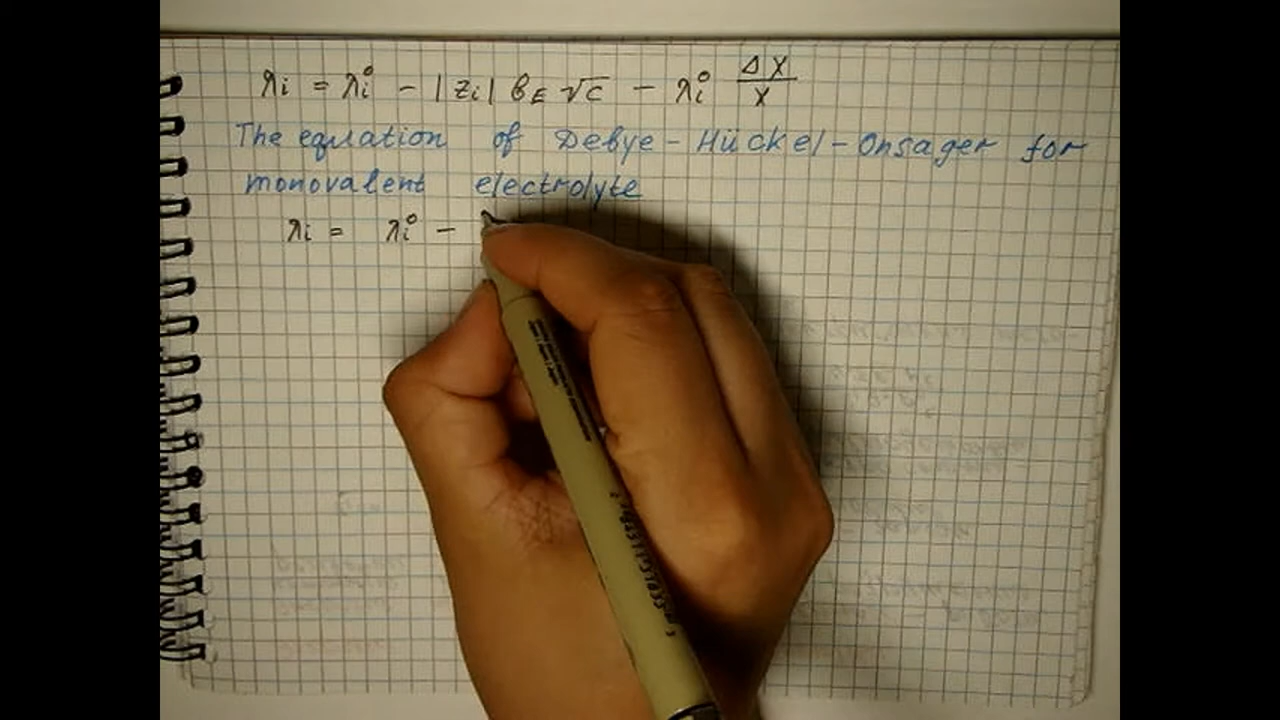 λi = λi° - |zi| bE √c - λi° ΔX/X
The equation of Debye-Hückel-Onsager for
monovalent electrolyte
λi = λi° -